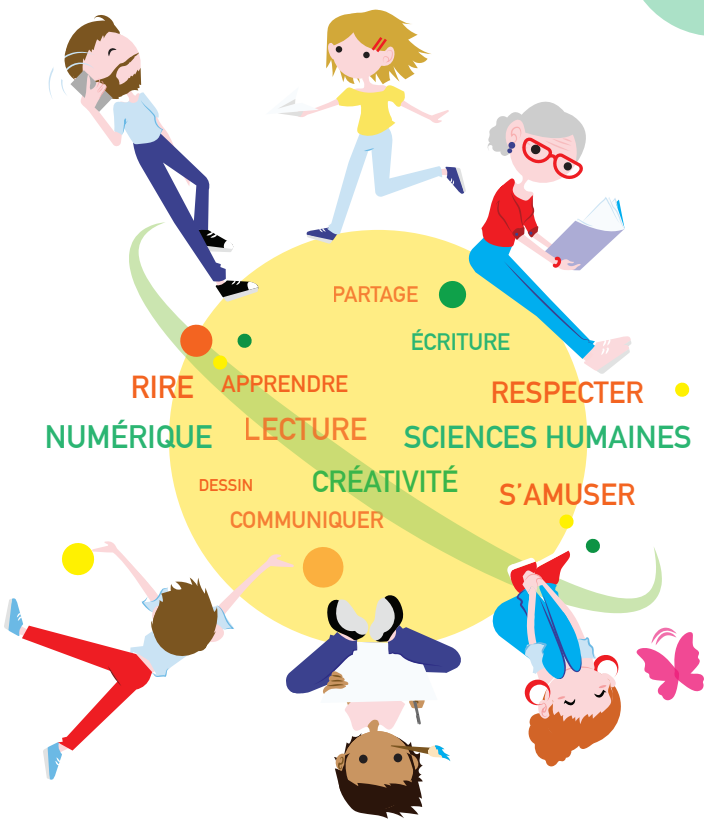 PARTAGE
ÉCRITURE
RIRE APPRENDRE RESPECTER
NUMÉRIQUE LECTURE SCIENCES HUMAINES
DESSIN CRÉATIVITÉ S'AMUSER
COMMUNIQUER